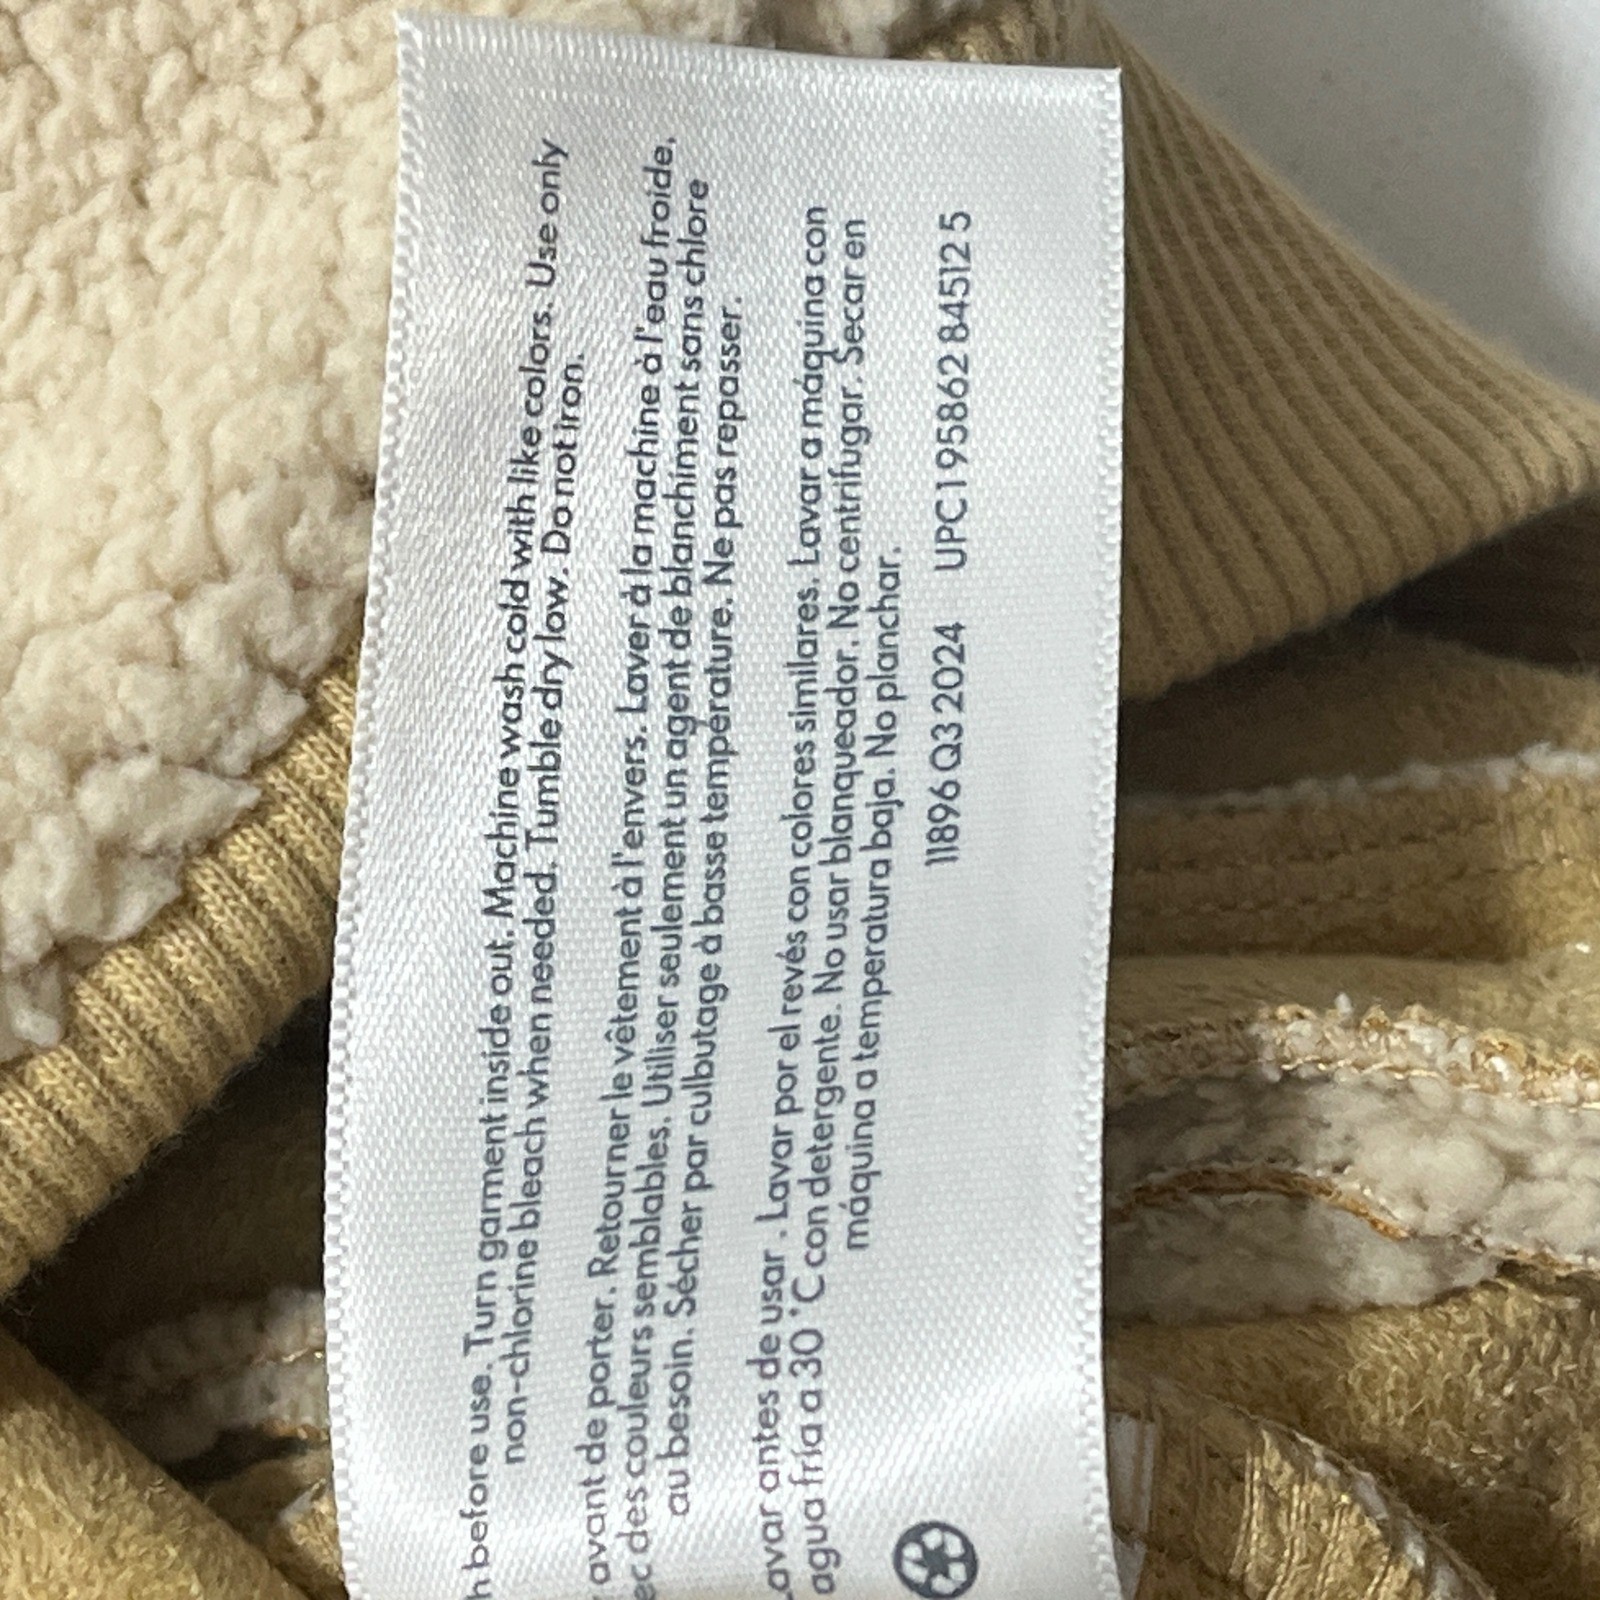 before use. Turn garment inside out. Machine wash cold with like colors. Use only
non-chlorine bleach when needed. Tumble dry low. Do not iron.
avant de porter. Retourner le vêtement à l'envers. Laver à la machine à l'eau froide,
des couleurs semblables. Utiliser seulement un agent de blanchiment sans chlore
au besoin. Sécher par culbutage à basse température. Ne pas repasser.
Lavar antes de usar . Lavar por el revés con colores similares. Lavar a máquina con
agua fría a 30 °C con detergente. No usar blanqueador. No centrifugar. Secar en
máquina a temperatura baja. No planchar.
11896 Q3 2024 UPC1 95862 84512 5